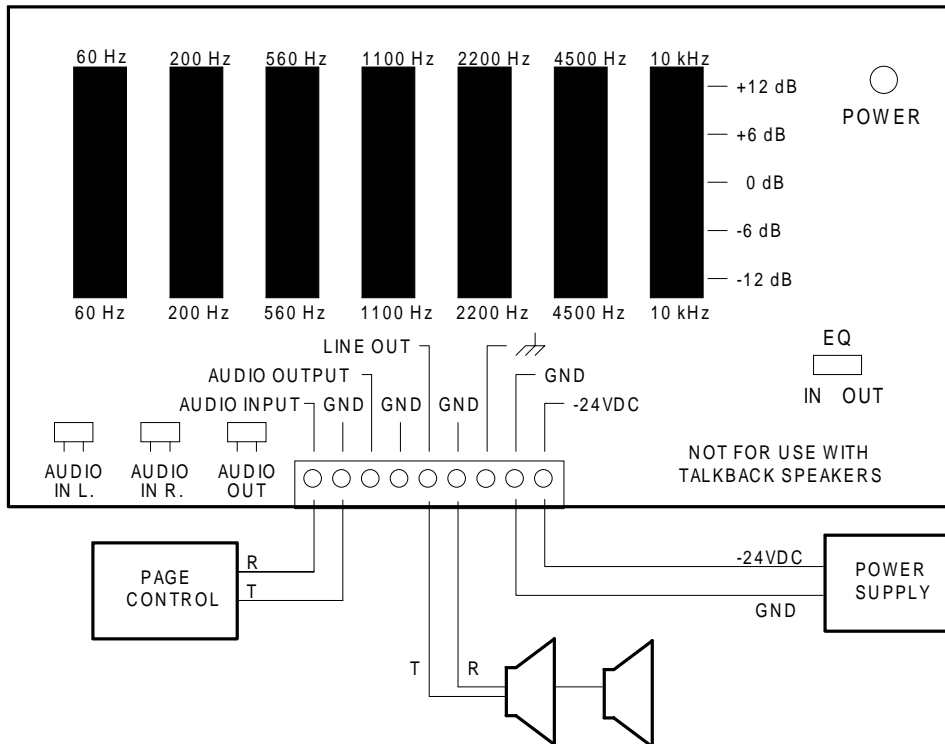 60 Hz 200 Hz 560 Hz 1100 Hz 2200 Hz 4500 Hz 10 kHz
+12 dB
POWER
+6 dB
0 dB
-6 dB
-12 dB
60 Hz 200 Hz 560 Hz 1100 Hz 2200 Hz 4500 Hz 10 kHz
EQ
IN OUT
LINE OUT
AUDIO OUTPUT GND
AUDIO INPUT GND GND GND -24VDC
AUDIO
IN L.
AUDIO
IN R.
AUDIO
OUT
NOT FOR USE WITH
TALKBACK SPEAKERS
PAGE
CONTROL
R
T
-24VDC
GND
POWER
SUPPLY
T R